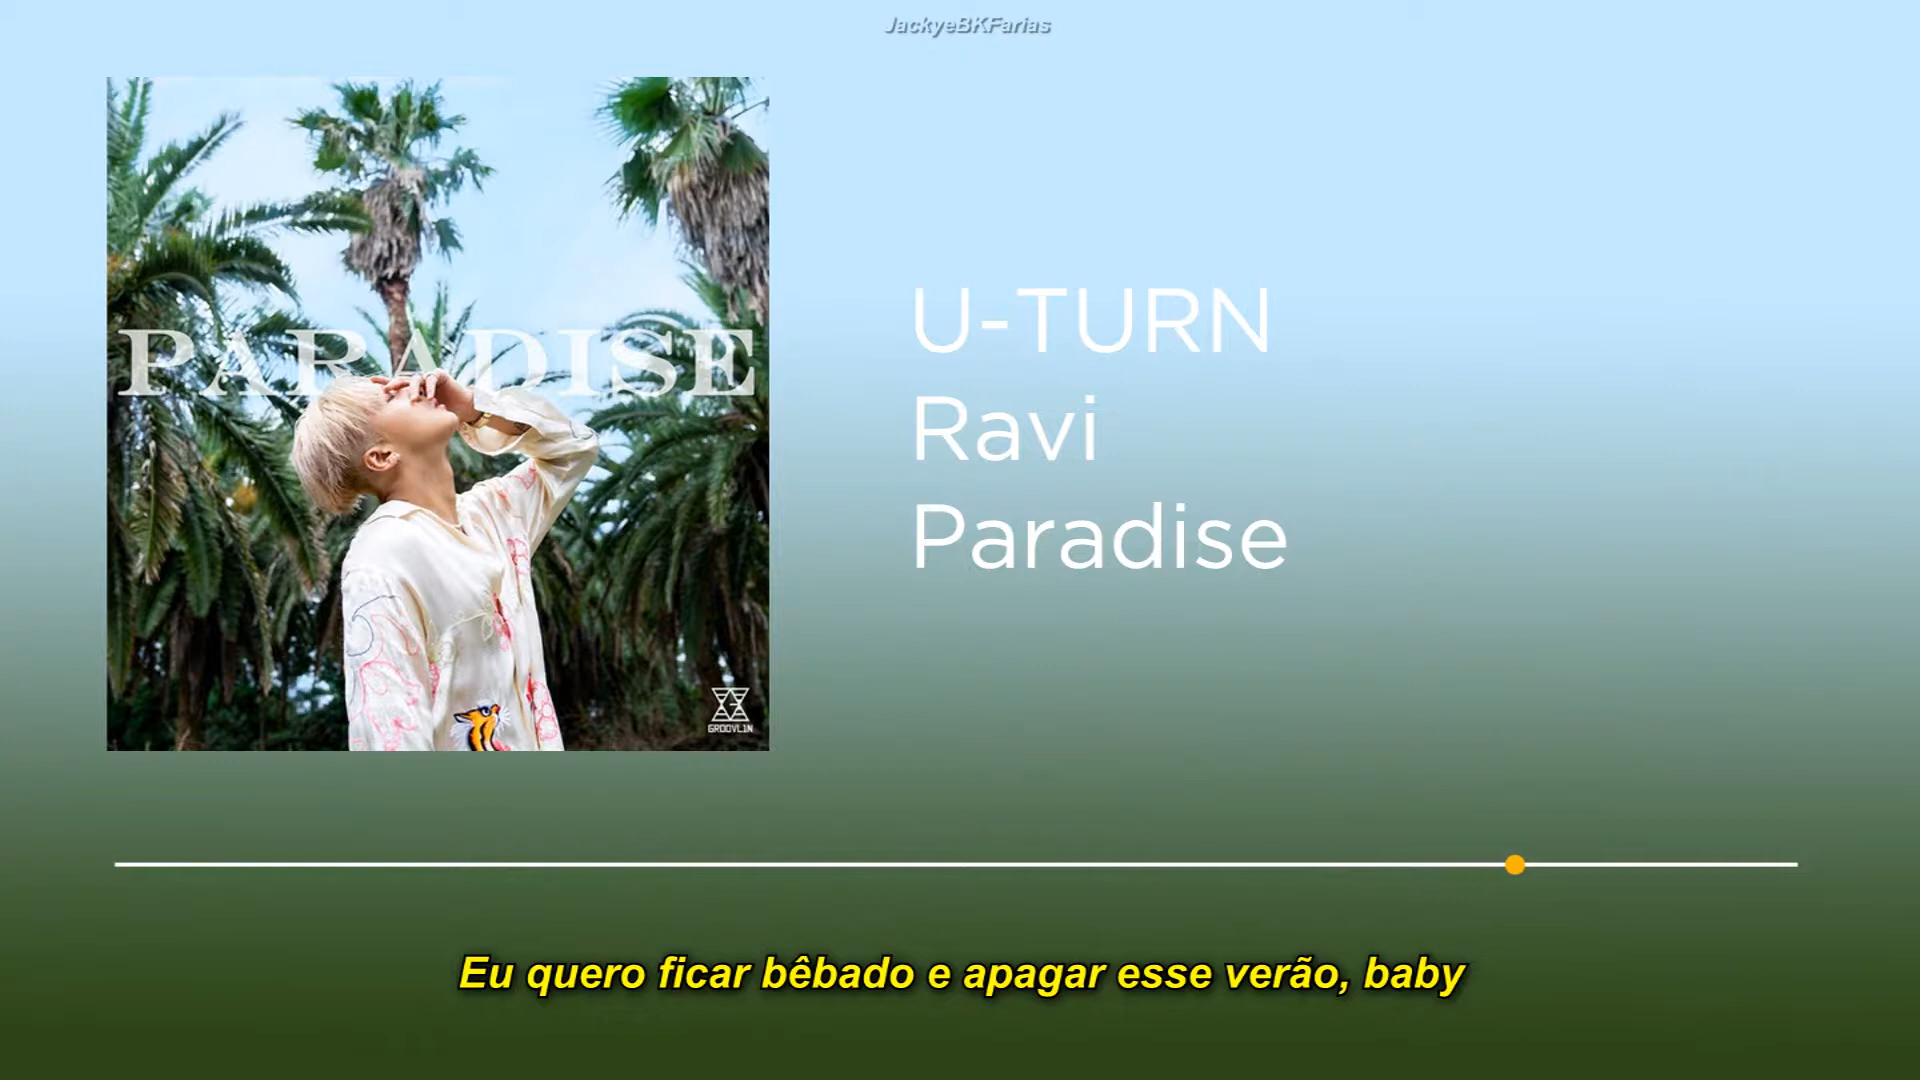 JackyeBKFarias
PARADISE
GROOVL1N
U-TURN
Ravi
Paradise
Eu quero ficar bêbado e apagar esse verão, baby